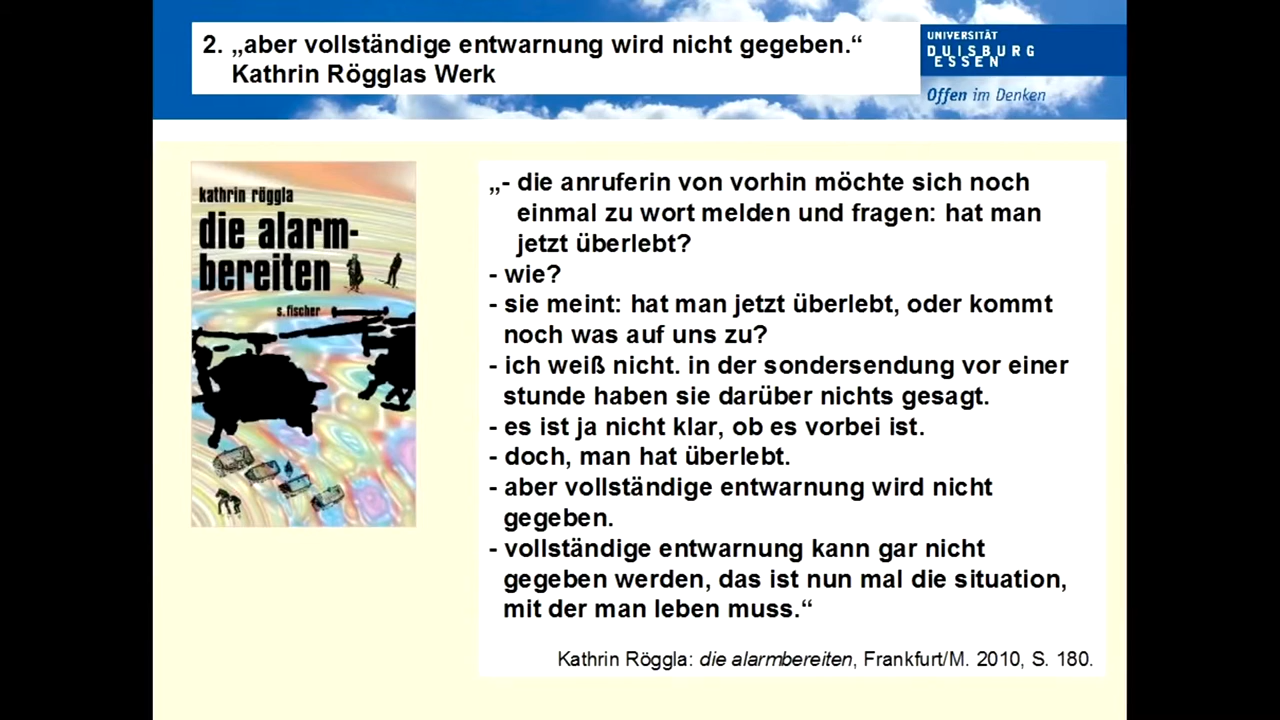 2. „aber vollständige entwarnung wird nicht gegeben.“
Kathrin Rögglas Werk
UNIVERSITÄT
DUISBURG
ESSEN
Offen im Denken
kathrin röggla
die alarm-
bereiten
s. fischer
„- die anruferin von vorhin möchte sich noch
einmal zu wort melden und fragen: hat man
jetzt überlebt?
- wie?
- sie meint: hat man jetzt überlebt, oder kommt
noch was auf uns zu?
- ich weiß nicht. in der sondersendung vor einer
stunde haben sie darüber nichts gesagt.
- es ist ja nicht klar, ob es vorbei ist.
- doch, man hat überlebt.
- aber vollständige entwarnung wird nicht
gegeben.
- vollständige entwarnung kann gar nicht
gegeben werden, das ist nun mal die situation,
mit der man leben muss.“
Kathrin Röggla: die alarmbereiten, Frankfurt/M. 2010, S. 180.